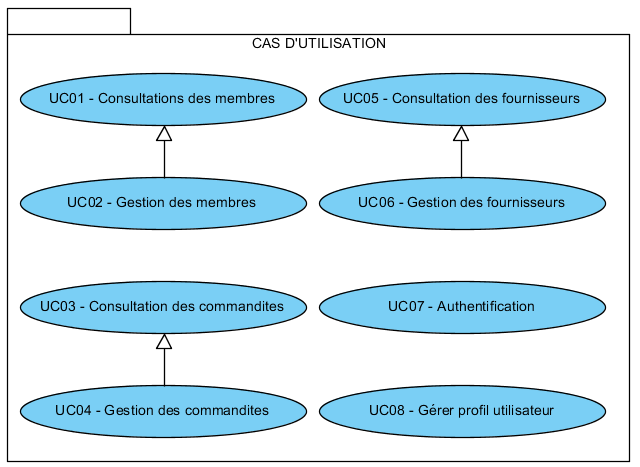 CAS D'UTILISATION
UC01 - Consultations des membres
UC05 - Consultation des fournisseurs
UC02 - Gestion des membres
UC06 - Gestion des fournisseurs
UC03 - Consultation des commandites
UC07 - Authentification
UC04 - Gestion des commandites
UC08 - Gérer profil utilisateur